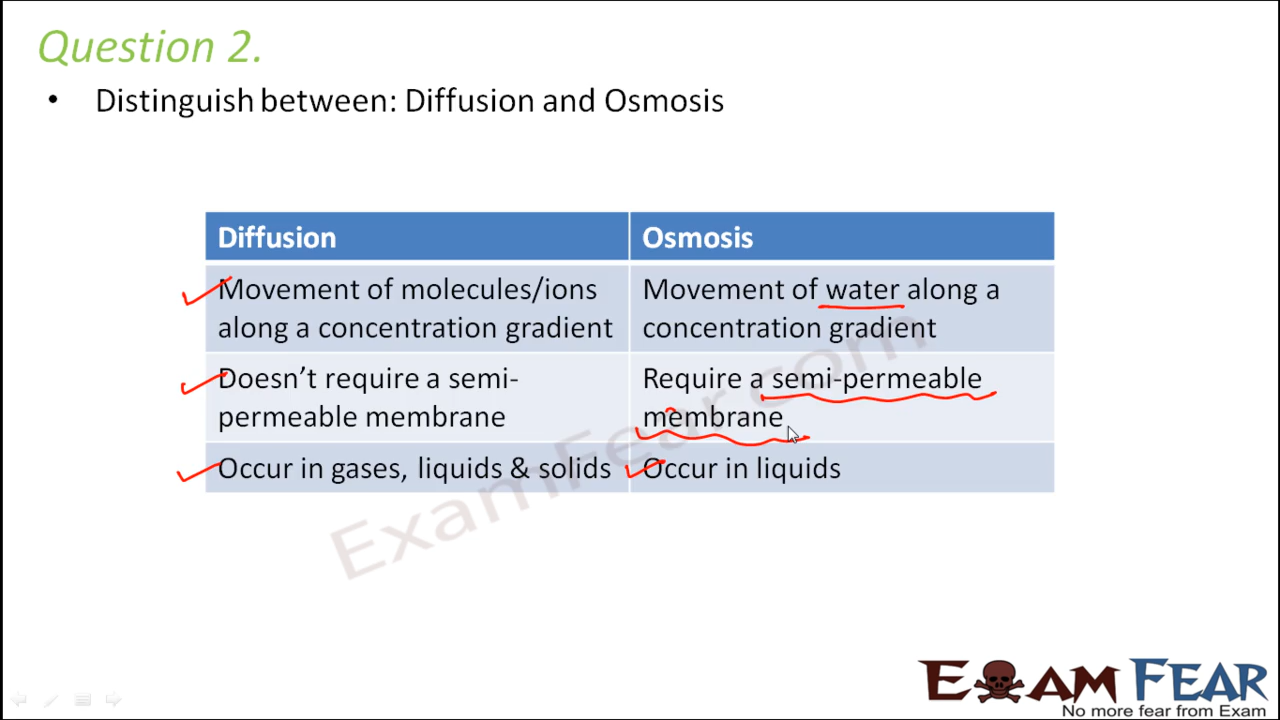 Question 2.
• Distinguish between: Diffusion and Osmosis
Diffusion
Osmosis
Movement of molecules/ions
along a concentration gradient
Movement of water along a
concentration gradient
Doesn't require a semi-
permeable membrane
Require a semi-permeable
membrane
Occur in gases, liquids & solids
Occur in liquids
ExamFear.com
EXAM FEAR
No more fear from Exam